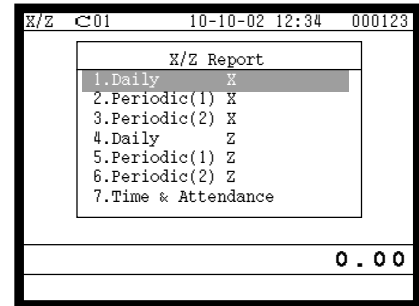 X/Z C01 10-10-02 12:34 000123
X/Z Report
1.Daily X
2.Periodic(1) X
3.Periodic(2) X
4.Daily Z
5.Periodic(1) Z
6.Periodic(2) Z
7.Time & Attendance
0.00